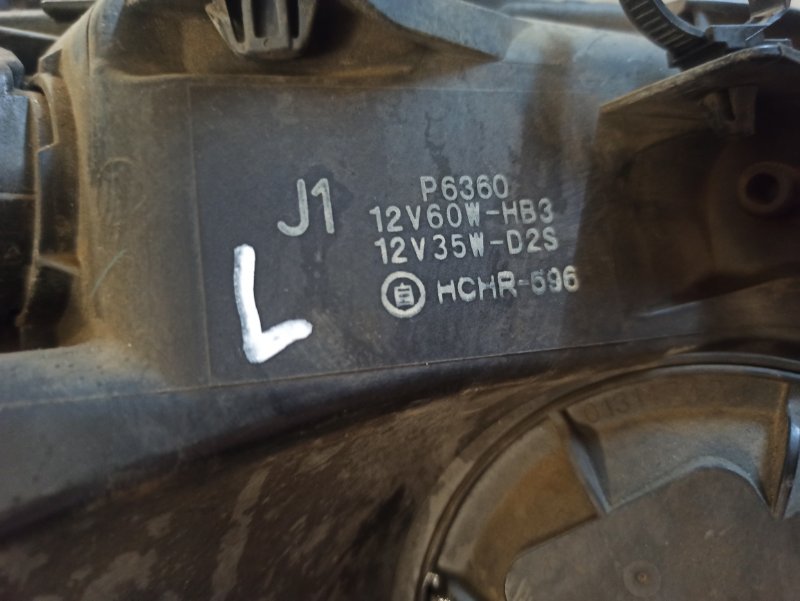 J1
P6360
12V60W-HB3
12V35W-D2S
自 HCHR-596
L